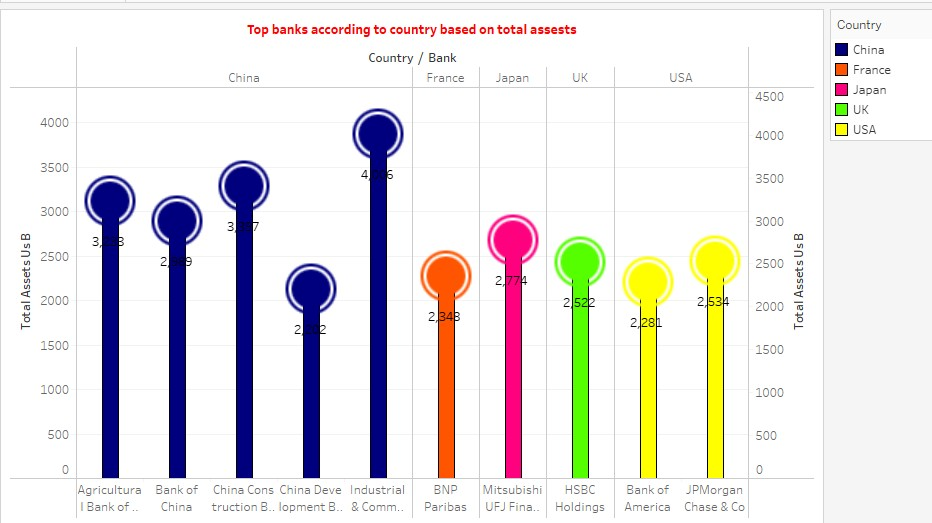 Top banks according to country based on total assests
Country / Bank
China France Japan UK USA
Total Assets Us B
4000
3500
3000
2500
2000
1500
1000
500
0
2,348
2,774
2,522
2,281
2,534
4500
4000
3500
3000
2500
2000
1500
1000
500
0
Total Assets Us B
Agricultura
l Bank of ..
Bank of
China
China Cons
truction B..
China Deve
lopment B..
Industrial
& Comm..
BNP
Paribas
Mitsubishi
UFJ Fina..
HSBC
Holdings
Bank of
America
JPMorgan
Chase & Co
Country
China
France
Japan
UK
USA